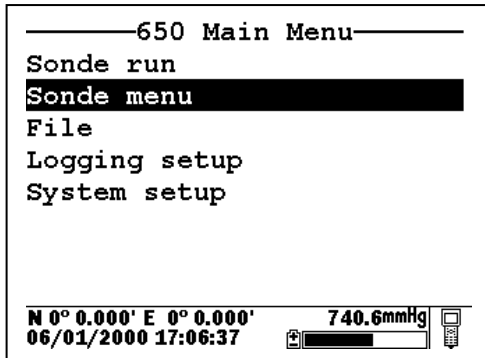 650 Main Menu
Sonde run
Sonde menu
File
Logging setup
System setup
N 0° 0.000' E 0° 0.000' 740.6mmHg
06/01/2000 17:06:37